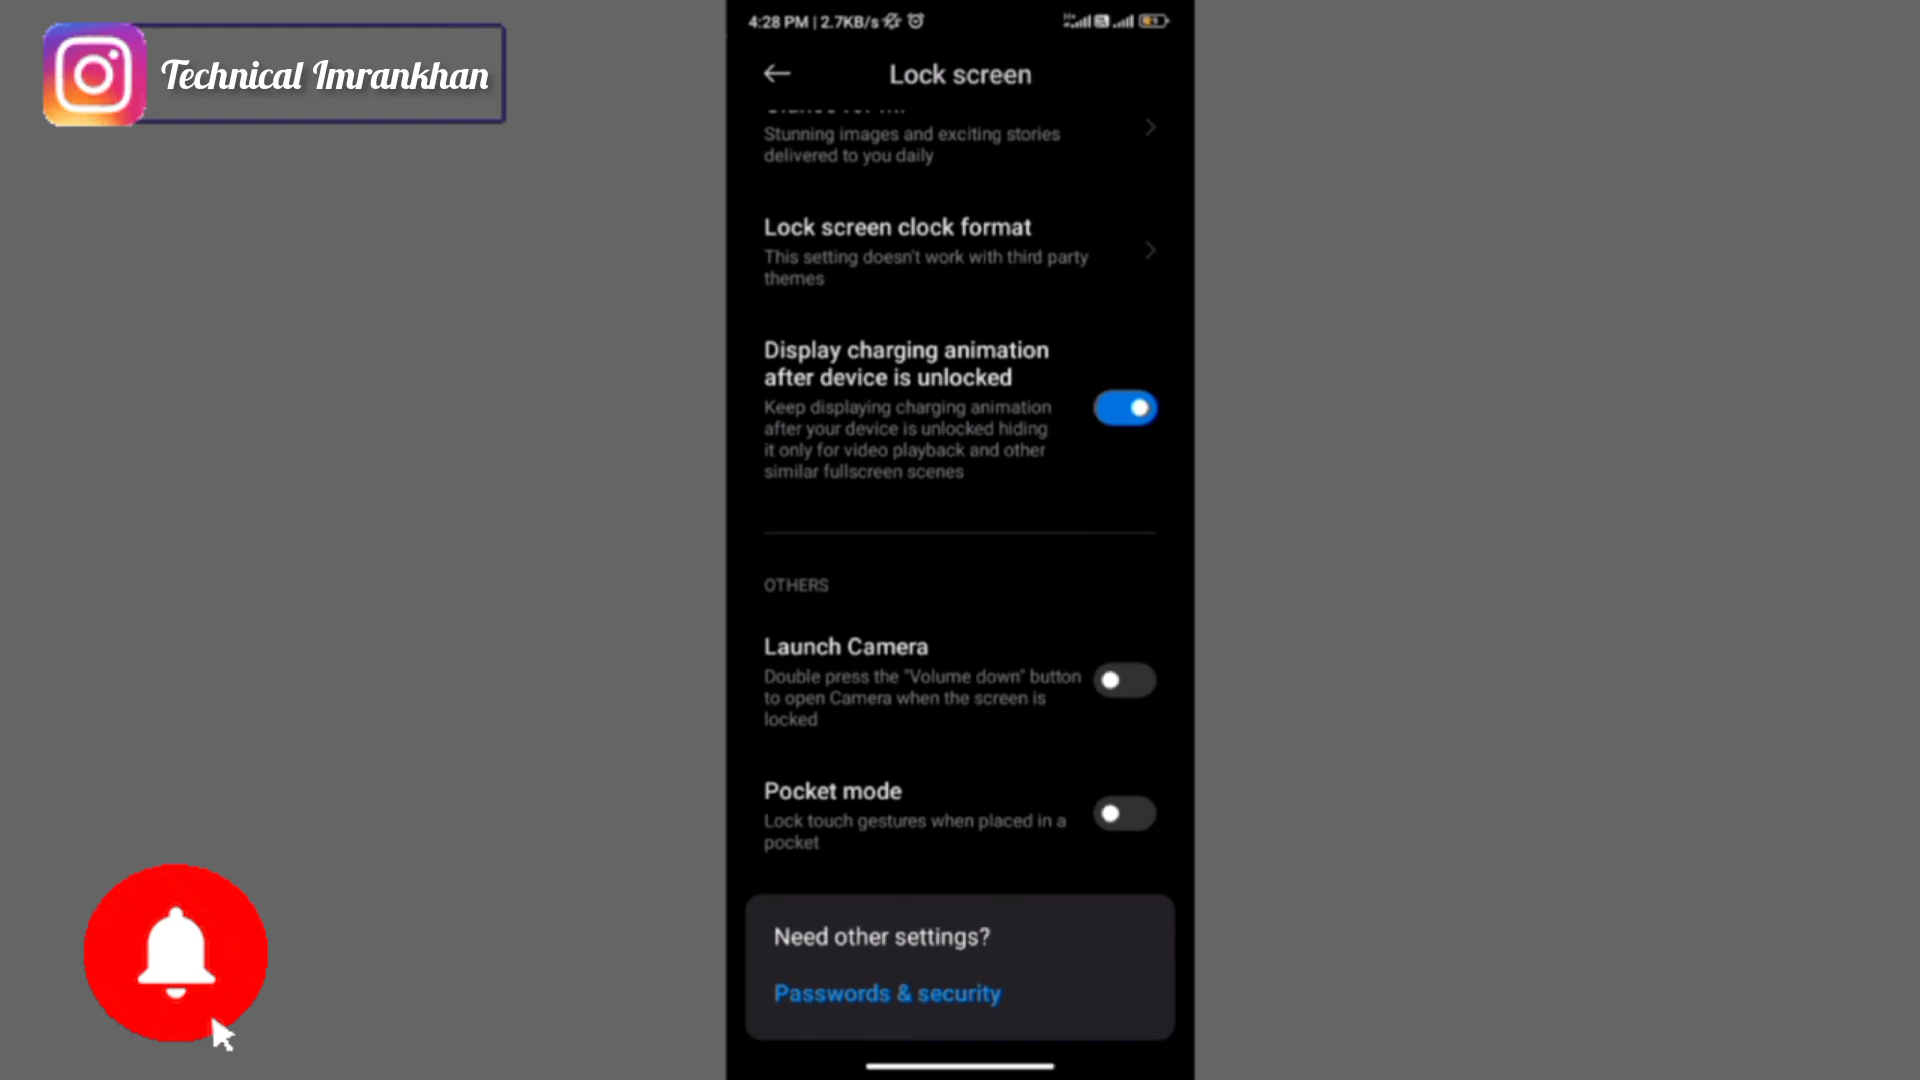 Technical Imrankhan
4:28 PM | 2.7KB/s
Lock screen
Stunning images and exciting stories
delivered to you daily
Lock screen clock format
This setting doesn't work with third party
themes
Display charging animation
after device is unlocked
Keep displaying charging animation
after your device is unlocked hiding
it only for video playback and other
similar fullscreen scenes
OTHERS
Launch Camera
Double press the "Volume down" button
to open Camera when the screen is
locked
Pocket mode
Lock touch gestures when placed in a
pocket
Need other settings?
Passwords & security